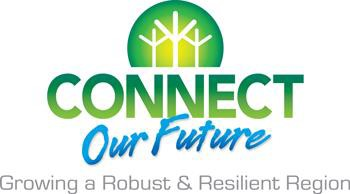 CONNECT
Our Future
Growing a Robust & Resilient Region